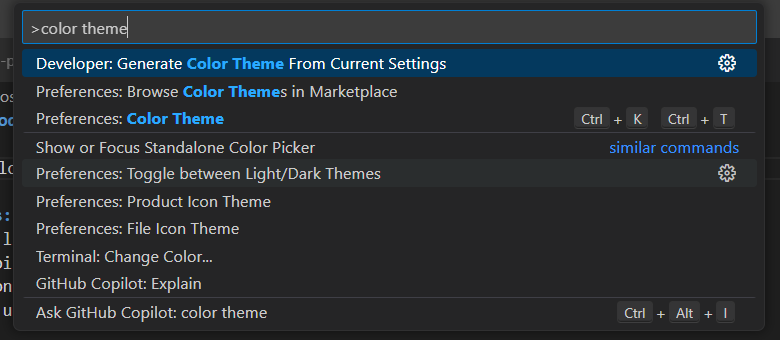 >color theme
Developer: Generate Color Theme From Current Settings
Preferences: Browse Color Themes in Marketplace
Preferences: Color Theme Ctrl + K Ctrl + T
Show or Focus Standalone Color Picker similar commands
Preferences: Toggle between Light/Dark Themes
Preferences: Product Icon Theme
Preferences: File Icon Theme
Terminal: Change Color...
GitHub Copilot: Explain
Ask GitHub Copilot: color theme Ctrl + Alt + I